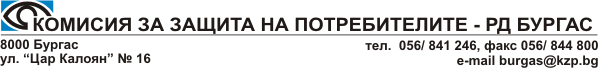 КОМИСИЯ ЗА ЗАЩИТА НА ПОТРЕБИТЕЛИТЕ - РД БУРГАС
8000 Бургас тел. 056/ 841 246, факс 056/ 844 800
ул. “Цар Калоян” № 16 e-mail burgas@kzp.bg